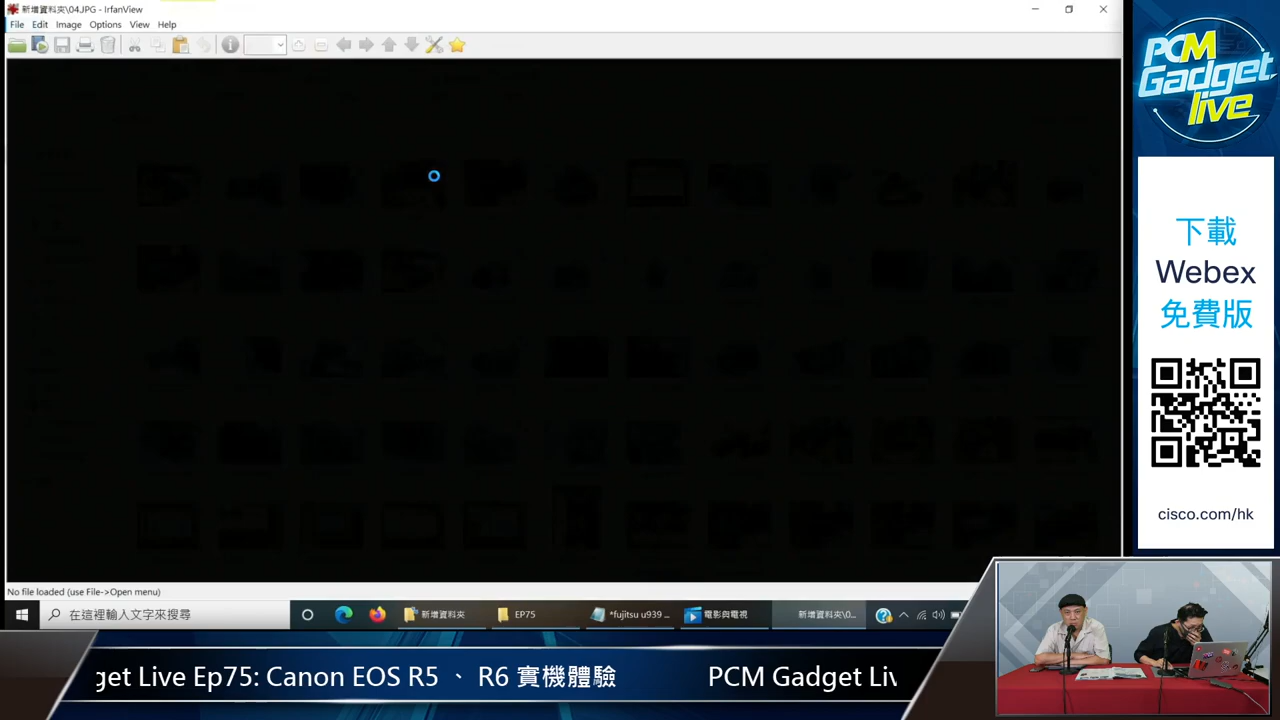 新增資料夾\04.JPG - IrfanView
File Edit Image Options View Help
No file loaded (use File->Open menu)
在這裡輸入文字來搜尋
新增資料夾
EP75
*fujitsu u939 ...
電影與電視
新增資料夾\0...
PCM
Gadget
live
下載
Webex
免費版
cisco.com/hk
get Live Ep75: Canon EOS R5 、 R6 實機體驗
PCM Gadget Liv